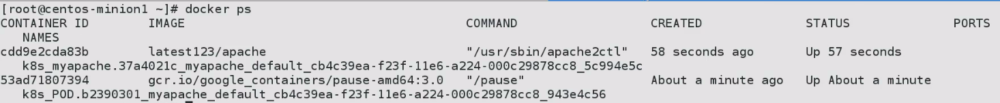 [root@centos-minion1 ~]# docker ps
CONTAINER ID        IMAGE                                      COMMAND                  CREATED              STATUS              PORTS
   NAMES
cdd9e2cda83b        latest123/apache                           "/usr/sbin/apache2ctl"   58 seconds ago       Up 57 seconds
   k8s_myapache.37a4021c_myapache_default_cb4c39ea-f23f-11e6-a224-000c29878cc8_5c994e5c
53ad71807394        gcr.io/google_containers/pause-amd64:3.0   "/pause"                 About a minute ago   Up About a minute
   k8s_POD.b2390301_myapache_default_cb4c39ea-f23f-11e6-a224-000c29878cc8_943e4c56